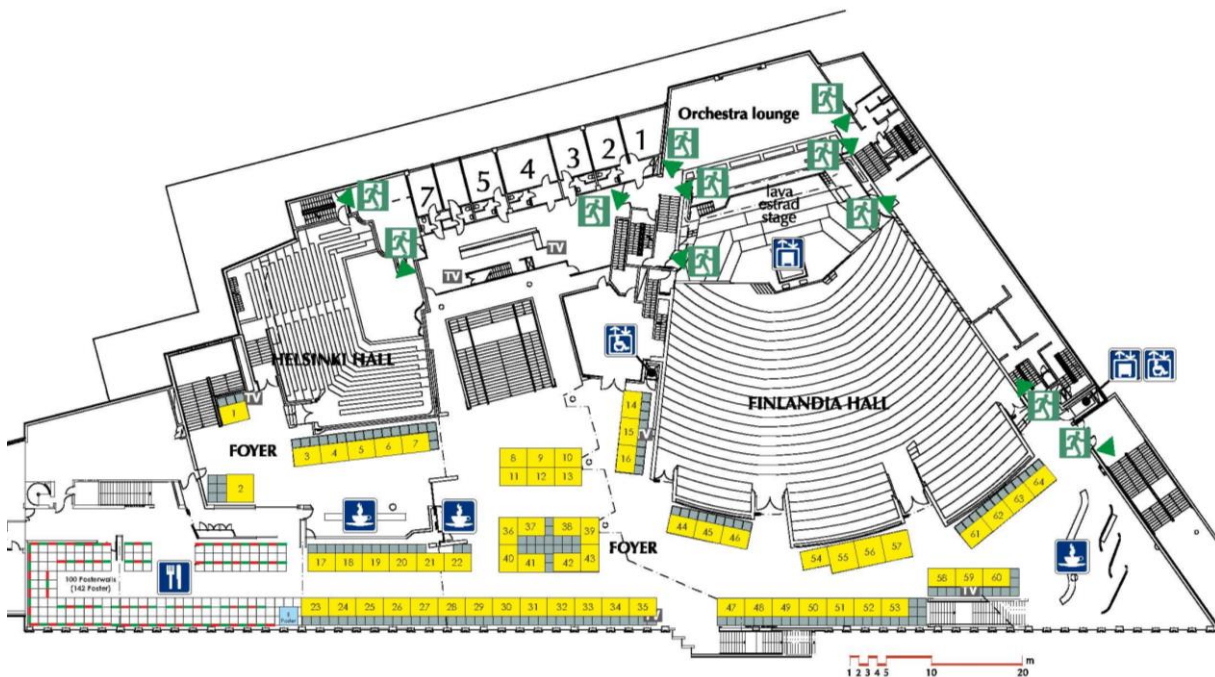 Orchestra lounge
1
2
3
4
5
7
lava
estrad
stage
TV
TV
HELSINKI HALL
TV
1
FINLANDIA HALL
14
15
TV
16
FOYER
3 4 5 6 7
2
8 9 10
11 12 13
36 37 38 39
40 41 42 43
FOYER
44 45 46
54 55 56 57
61 62 63 64
17 18 19 20 21 22
58 59 60
TV
100 Posterwalls
(142 Poster)
Poster
23 24 25 26 27 28 29 30 31 32 33 34 35
TV
47 48 49 50 51 52 53
m
1 2 3 4 5 10 20